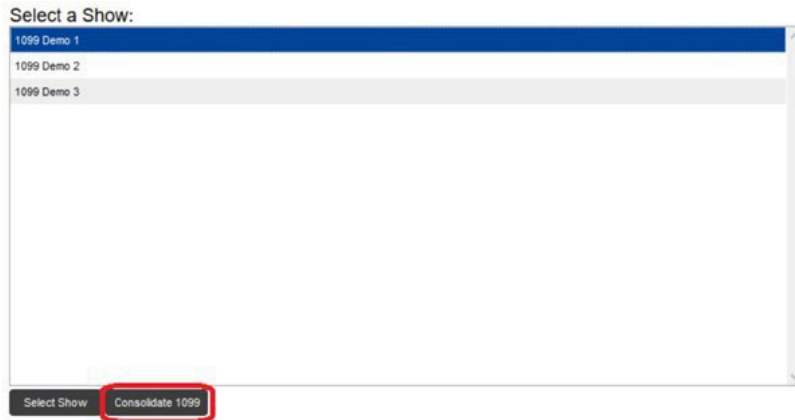 Select a Show:
1099 Demo 1
1099 Demo 2
1099 Demo 3
Select Show Consolidate 1099